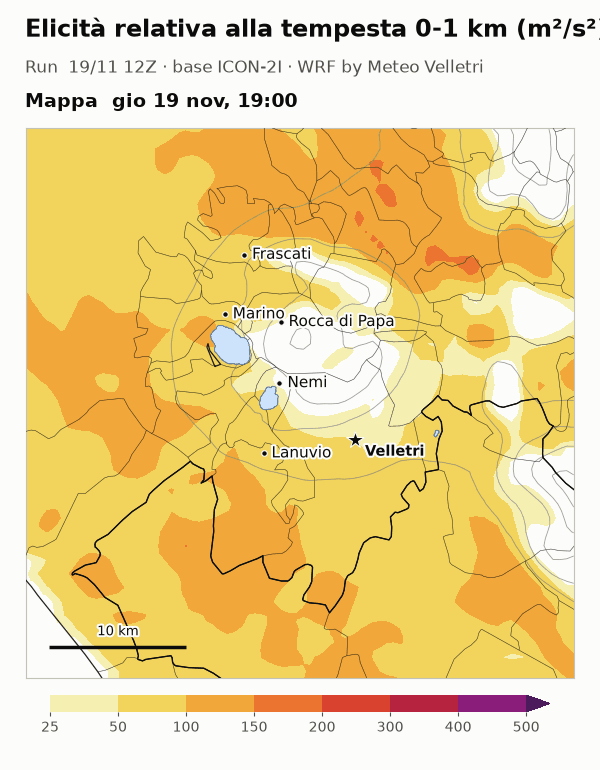 Elicità relativa alla tempesta 0-1 km (m²/s²)
Run 19/11 12Z · base ICON-2I · WRF by Meteo Velletri
Mappa gio 19 nov, 19:00
Frascati
Marino
Rocca di Papa
Nemi
Velletri
Lanuvio
10 km
25 50 100 150 200 300 400 500